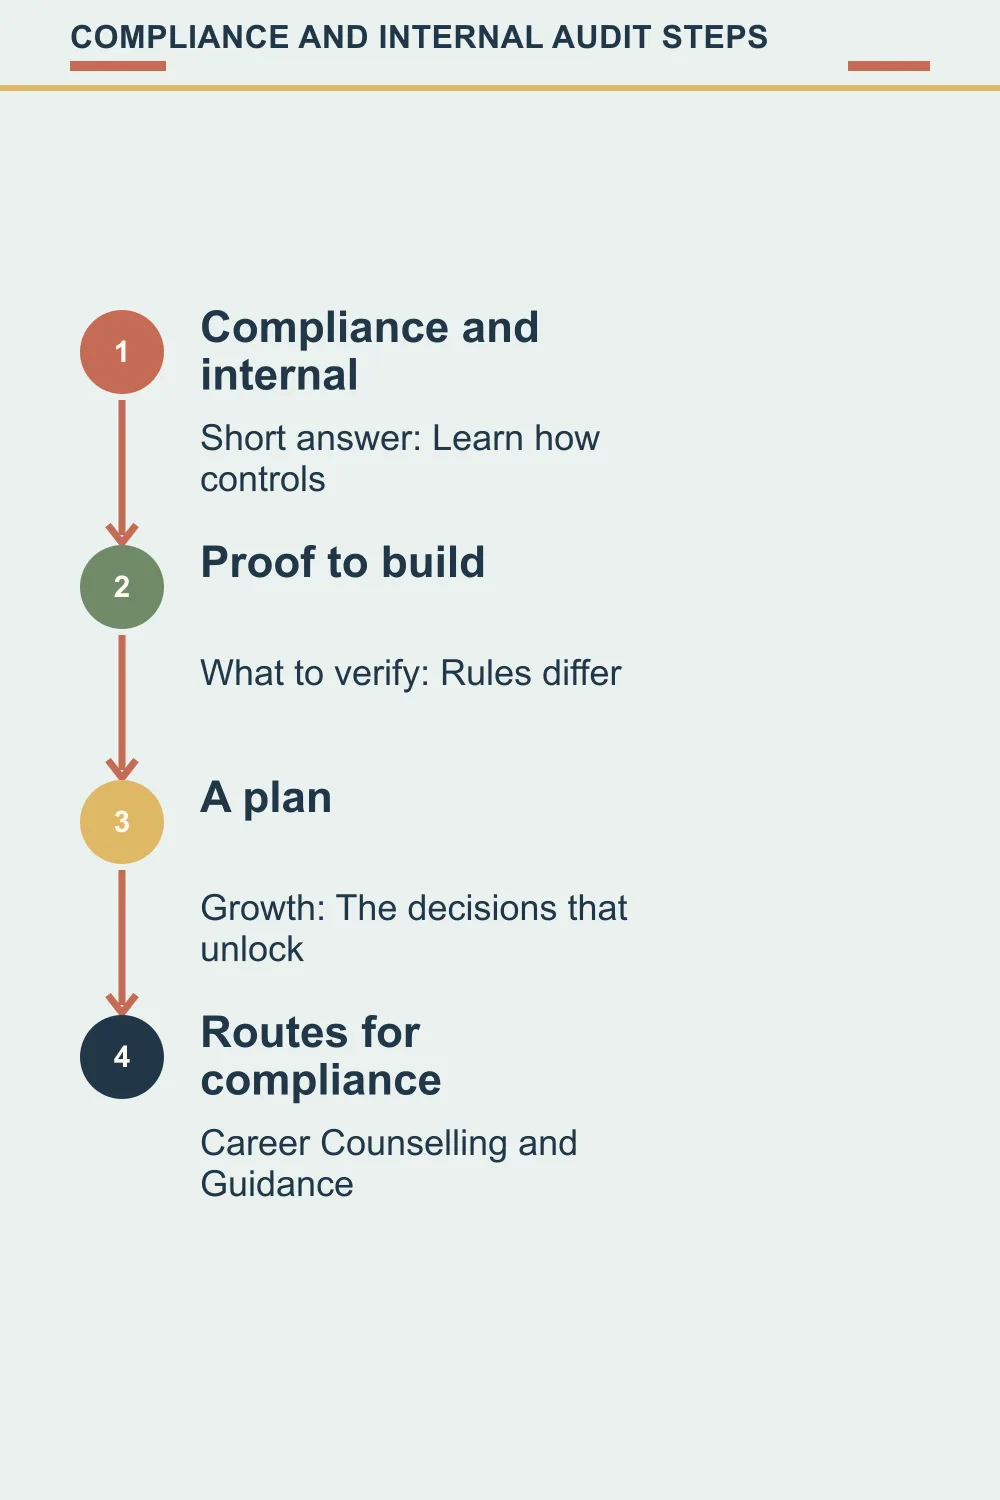 COMPLIANCE AND INTERNAL AUDIT STEPS
1
Compliance and
internal
Short answer: Learn how
controls
2
Proof to build
What to verify: Rules differ
3
A plan
Growth: The decisions that
unlock
4
Routes for
compliance
Career Counselling and
Guidance